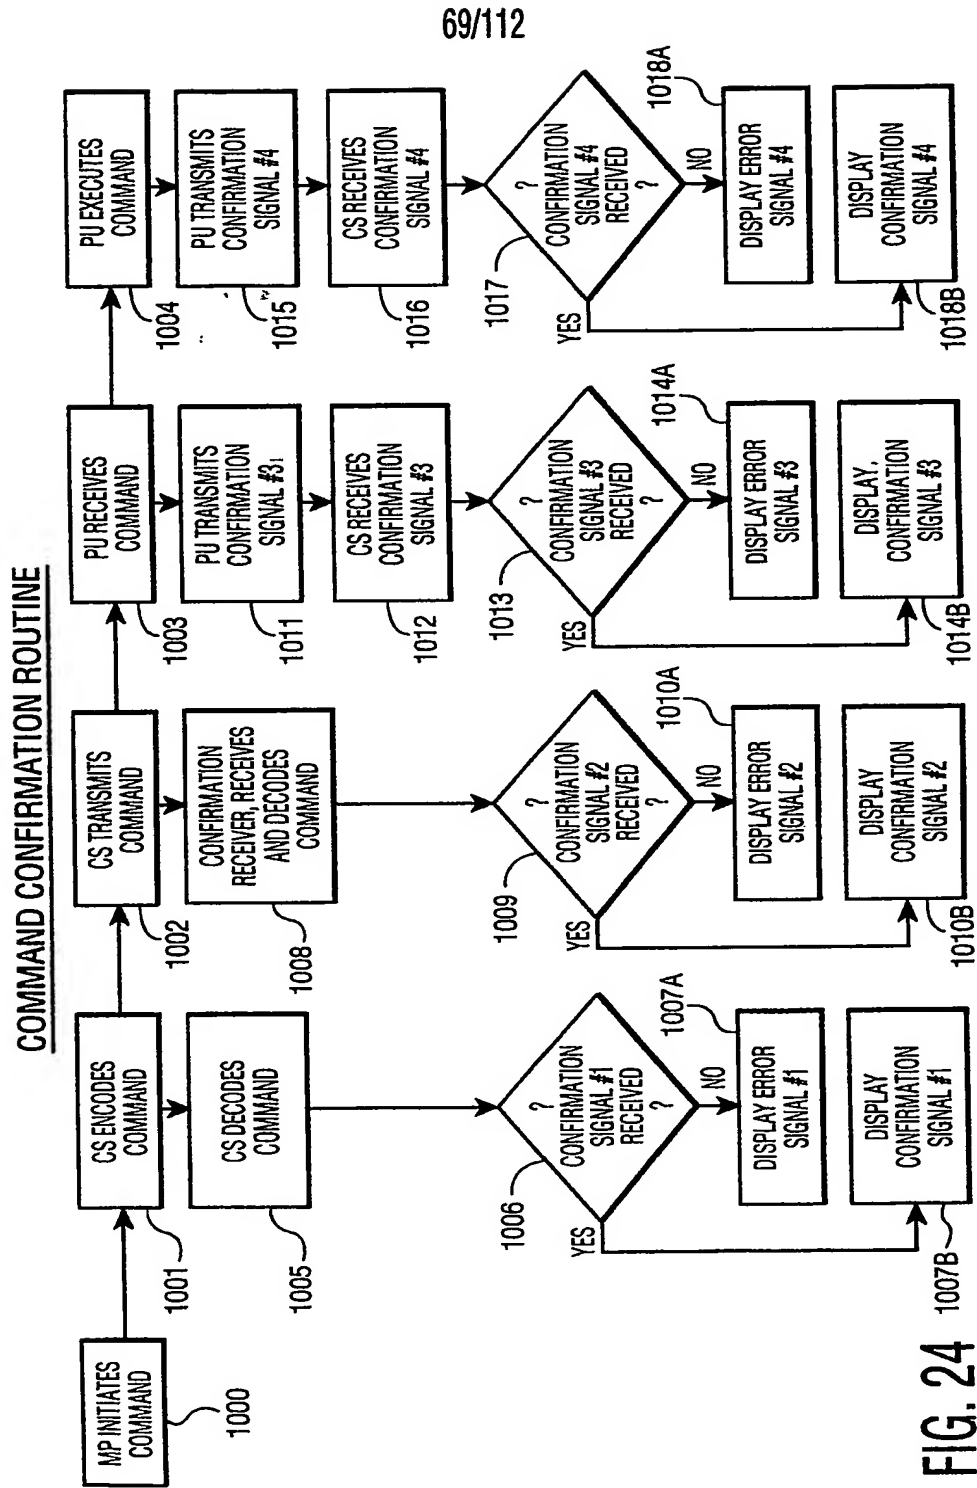 69/112
COMMAND CONFIRMATION ROUTINE
MP INITIATES
COMMAND
1000
CS ENCODES
COMMAND
1001
CS TRANSMITS
COMMAND
1002
PU RECEIVES
COMMAND
1003
PU EXECUTES
COMMAND
1004
CS DECODES
COMMAND
1005
CONFIRMATION
RECEIVER, RECEIVES
AND DECODES
COMMAND
1008
PU TRANSMITS
CONFIRMATION
SIGNAL #3
1011
PU TRANSMITS
CONFIRMATION
SIGNAL #4
1015
CS RECEIVES
CONFIRMATION
SIGNAL #3
1012
CS RECEIVES
CONFIRMATION
SIGNAL #4
1016
?
CONFIRMATION
SIGNAL #1
RECEIVED
?
1006
YES
NO
?
CONFIRMATION
SIGNAL #2
RECEIVED
?
1009
YES
NO
?
CONFIRMATION
SIGNAL #3
RECEIVED
?
1013
YES
NO
?
CONFIRMATION
SIGNAL #4
RECEIVED
?
1017
YES
NO
DISPLAY ERROR
SIGNAL #1
1007A
DISPLAY ERROR
SIGNAL #2
1010A
DISPLAY ERROR
SIGNAL #3
1014A
DISPLAY ERROR
SIGNAL #4
1018A
DISPLAY
CONFIRMATION
SIGNAL #1
1007B
DISPLAY
CONFIRMATION
SIGNAL #2
1010B
DISPLAY.
CONFIRMATION
SIGNAL #3
1014B
DISPLAY
CONFIRMATION
SIGNAL #4
1018B
FIG. 24